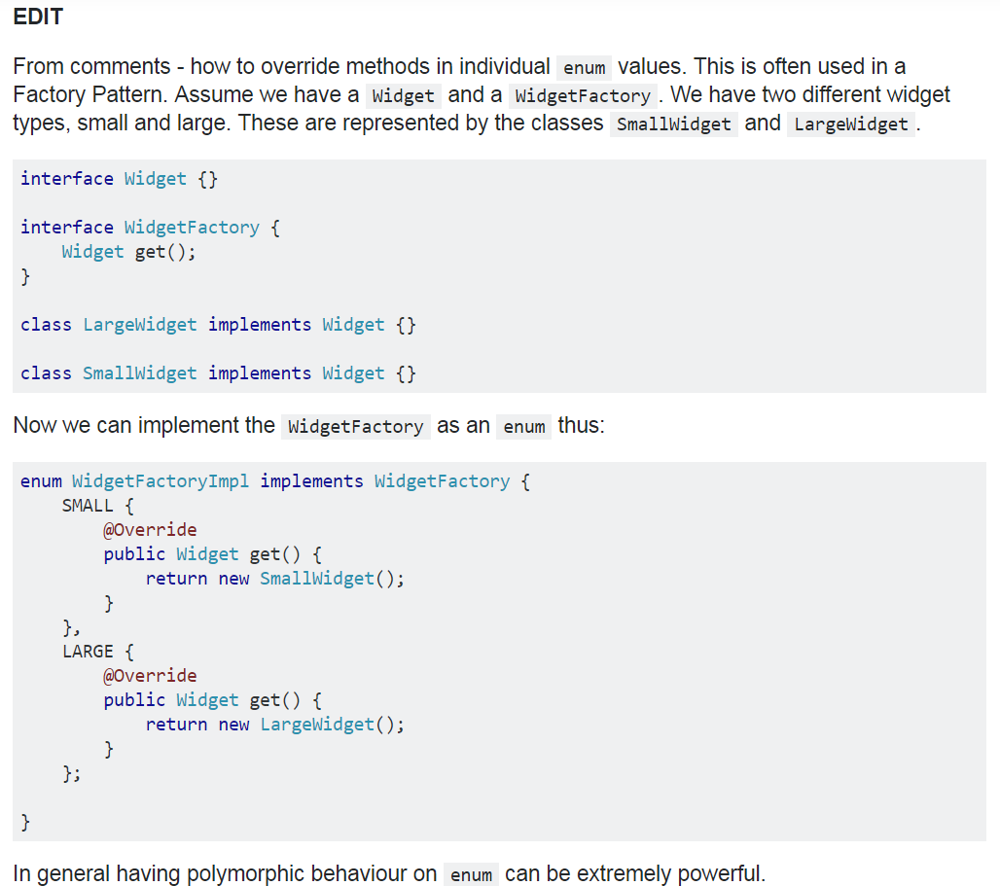 EDIT
From comments - how to override methods in individual enum values. This is often used in a
Factory Pattern. Assume we have a Widget and a WidgetFactory. We have two different widget
types, small and large. These are represented by the classes SmallWidget and LargeWidget.
interface Widget {}
interface WidgetFactory {
    Widget get();
}
class LargeWidget implements Widget {}
class SmallWidget implements Widget {}
Now we can implement the WidgetFactory as an enum thus:
enum WidgetFactoryImpl implements WidgetFactory {
    SMALL {
        @Override
        public Widget get() {
            return new SmallWidget();
        }
    },
    LARGE {
        @Override
        public Widget get() {
            return new LargeWidget();
        }
    };
}
In general having polymorphic behaviour on enum can be extremely powerful.